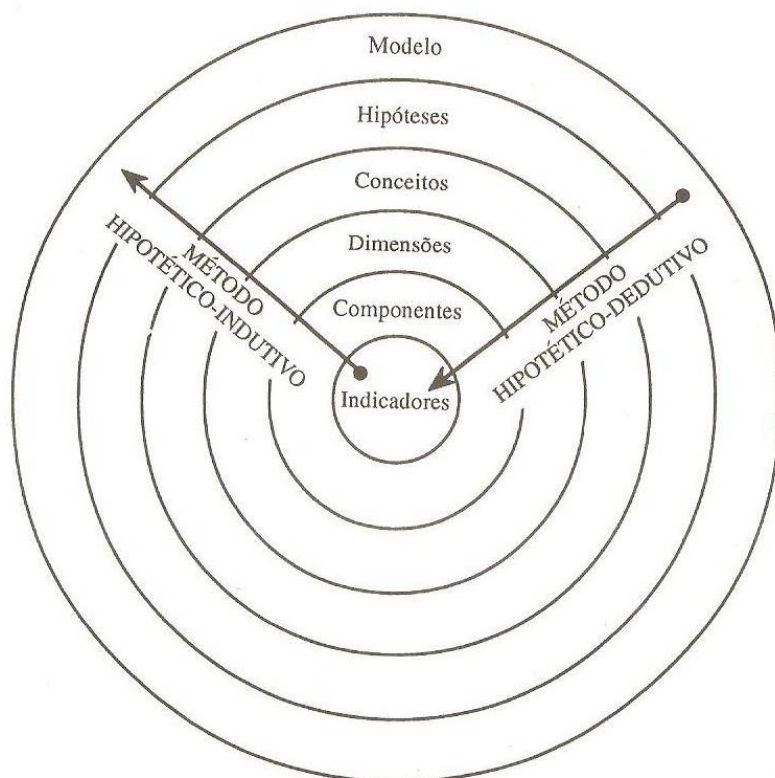 Modelo
Hipóteses
Conceitos
Dimensões
Componentes
Indicadores
MÉTODO
HIPOTÉTICO-INDUTIVO
MÉTODO
HIPOTÉTICO-DEDUTIVO